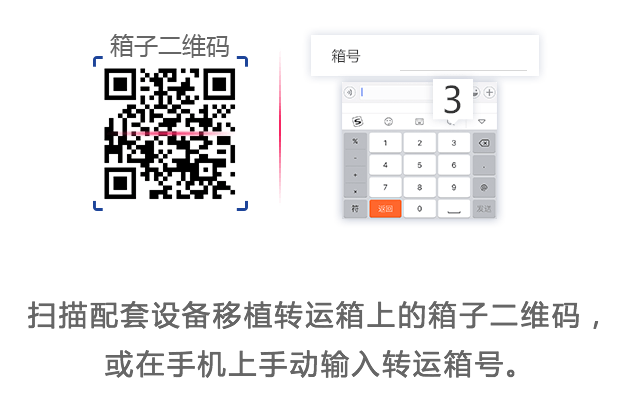 箱子二维码
箱号
3
% 1 2 3
- 4 5 6 .
7 8 9 @
符 返回 0 发送
扫描配套设备移植转运箱上的箱子二维码，
或在手机上手动输入转运箱号。